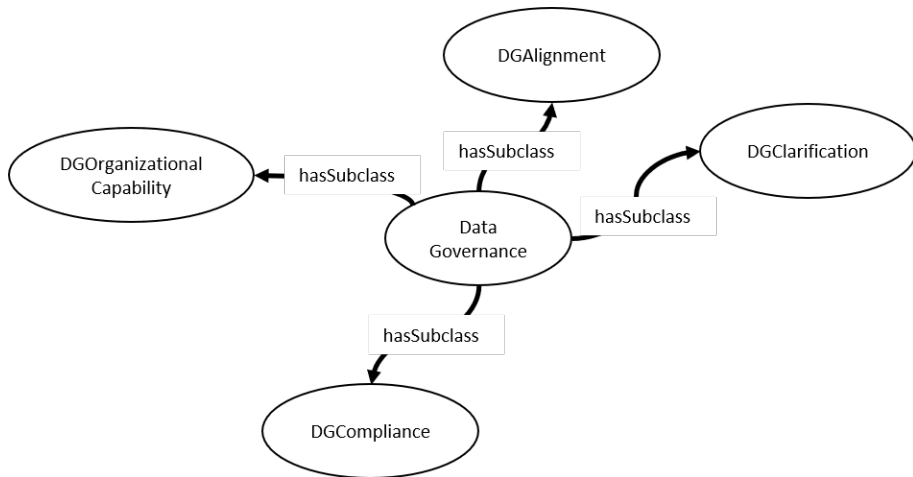 DGAlignment
hasSubclass
DGClarification
DGOrganizational
Capability
hasSubclass
hasSubclass
Data
Governance
hasSubclass
DGCompliance